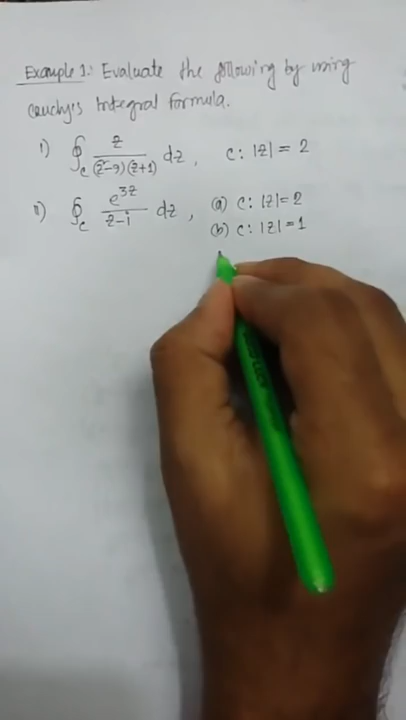 Example 1: Evaluate the following by using
Cauchy's Integral formula.
i) ∮_C z/((z²-9)(z+1)) dz, C: |z| = 2
ii) ∮_C e^{3z}/(z-i) dz, (a) C: |z|=2
(b) C: |z|=1